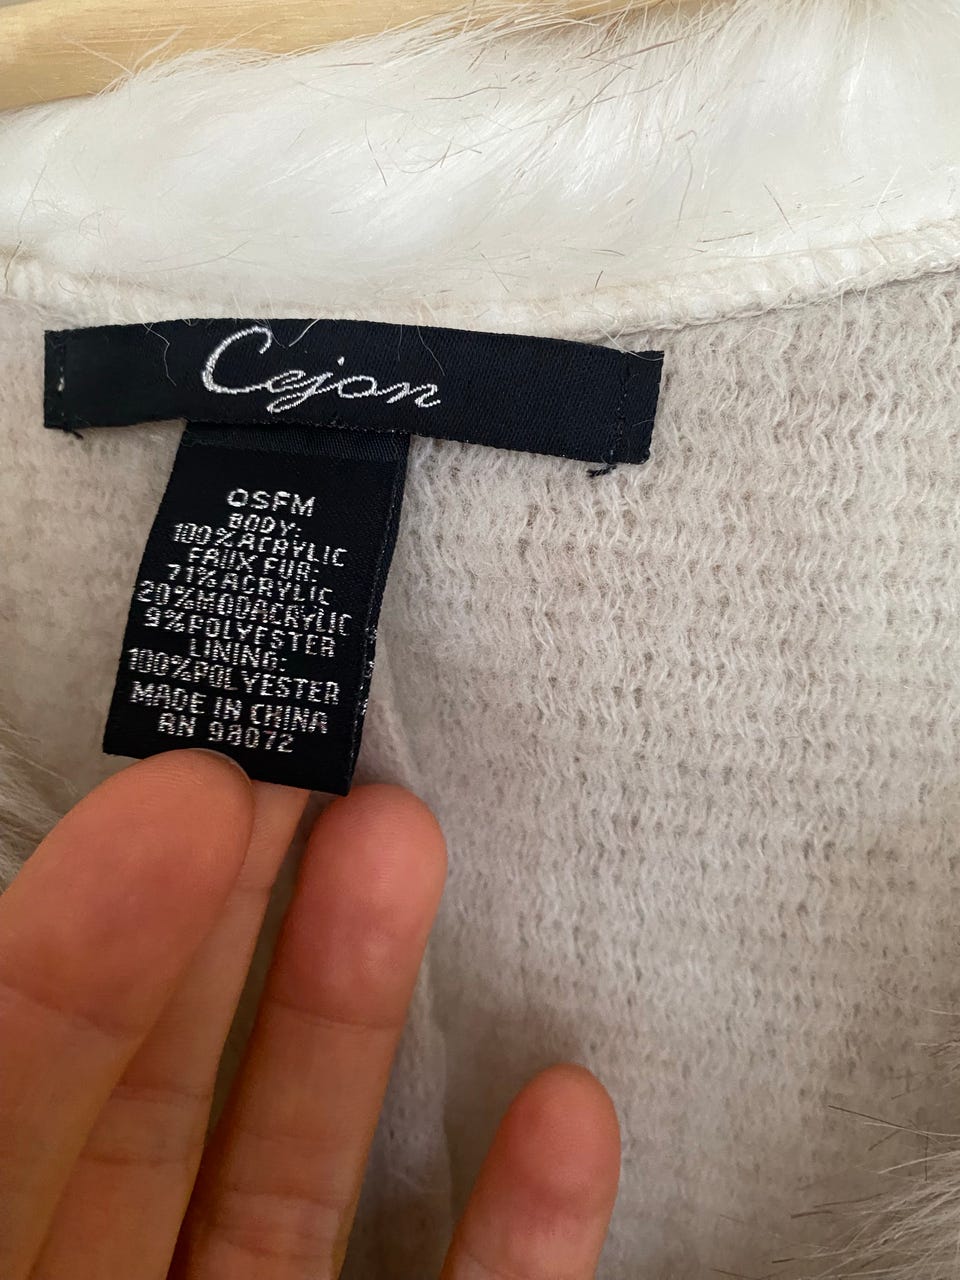 Cejon
OSFM
BODY:
100%ACRYLIC
FAUX FUR:
71%ACRYLIC
20%MODACRYLIC
9%POLYESTER
LINING:
100%POLYESTER
MADE IN CHINA
RN 98072